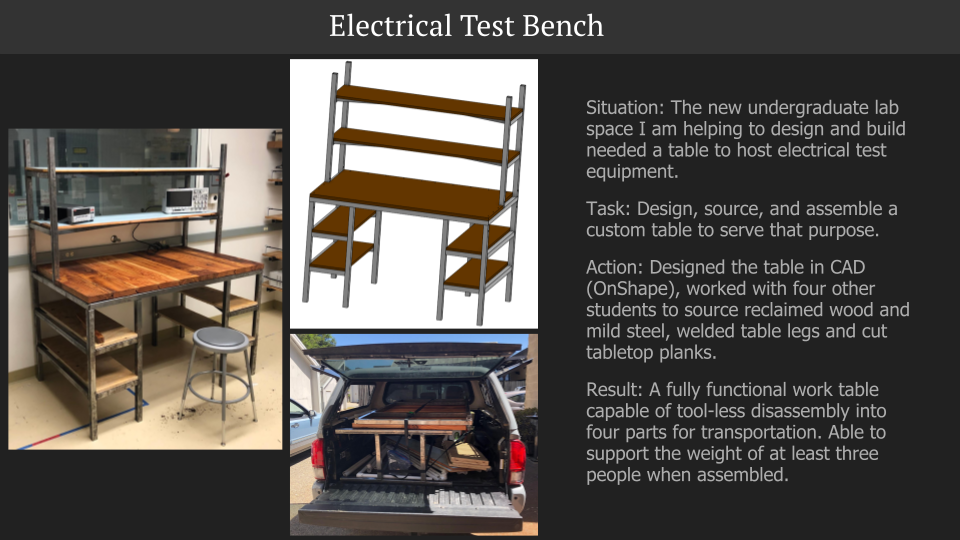 Electrical Test Bench
Situation: The new undergraduate lab
space I am helping to design and build
needed a table to host electrical test
equipment.
Task: Design, source, and assemble a
custom table to serve that purpose.
Action: Designed the table in CAD
(OnShape), worked with four other
students to source reclaimed wood and
mild steel, welded table legs and cut
tabletop planks.
Result: A fully functional work table
capable of tool-less disassembly into
four parts for transportation. Able to
support the weight of at least three
people when assembled.